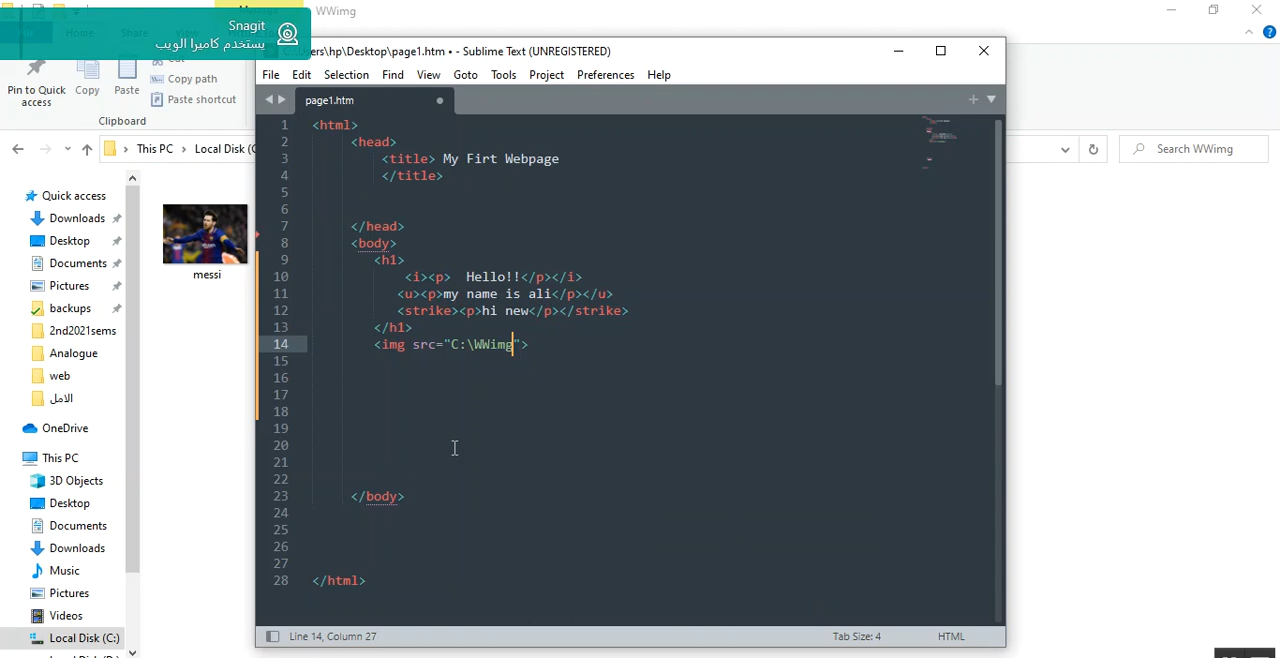 WWimg
Snagit
يستخدم كاميرا الويب
Home
Share
Pin to Quick access
Copy
Paste
Copy path
Paste shortcut
Clipboard
This PC
Local Disk (C
Search WWimg
Quick access
Downloads
Desktop
Documents
Pictures
backups
2nd2021sems
Analogue
web
الامل
OneDrive
This PC
3D Objects
Desktop
Documents
Downloads
Music
Pictures
Videos
Local Disk (C:)
messi
\Users\hp\Desktop\page1.htm • - Sublime Text (UNREGISTERED)
File Edit Selection Find View Goto Tools Project Preferences Help
page1.htm
1 <html>
2 <head>
3 <title> My Firt Webpage
4 </title>
5
6
7 </head>
8 <body>
9 <h1>
10 <i><p> Hello!!</p></i>
11 <u><p>my name is ali</p></u>
12 <strike><p>hi new</p></strike>
13 </h1>
14 <img src="C:\WWimg">
15
16
17
18
19
20
21
22
23 </body>
24
25
26
27
28 </html>
Line 14, Column 27
Tab Size: 4
HTML